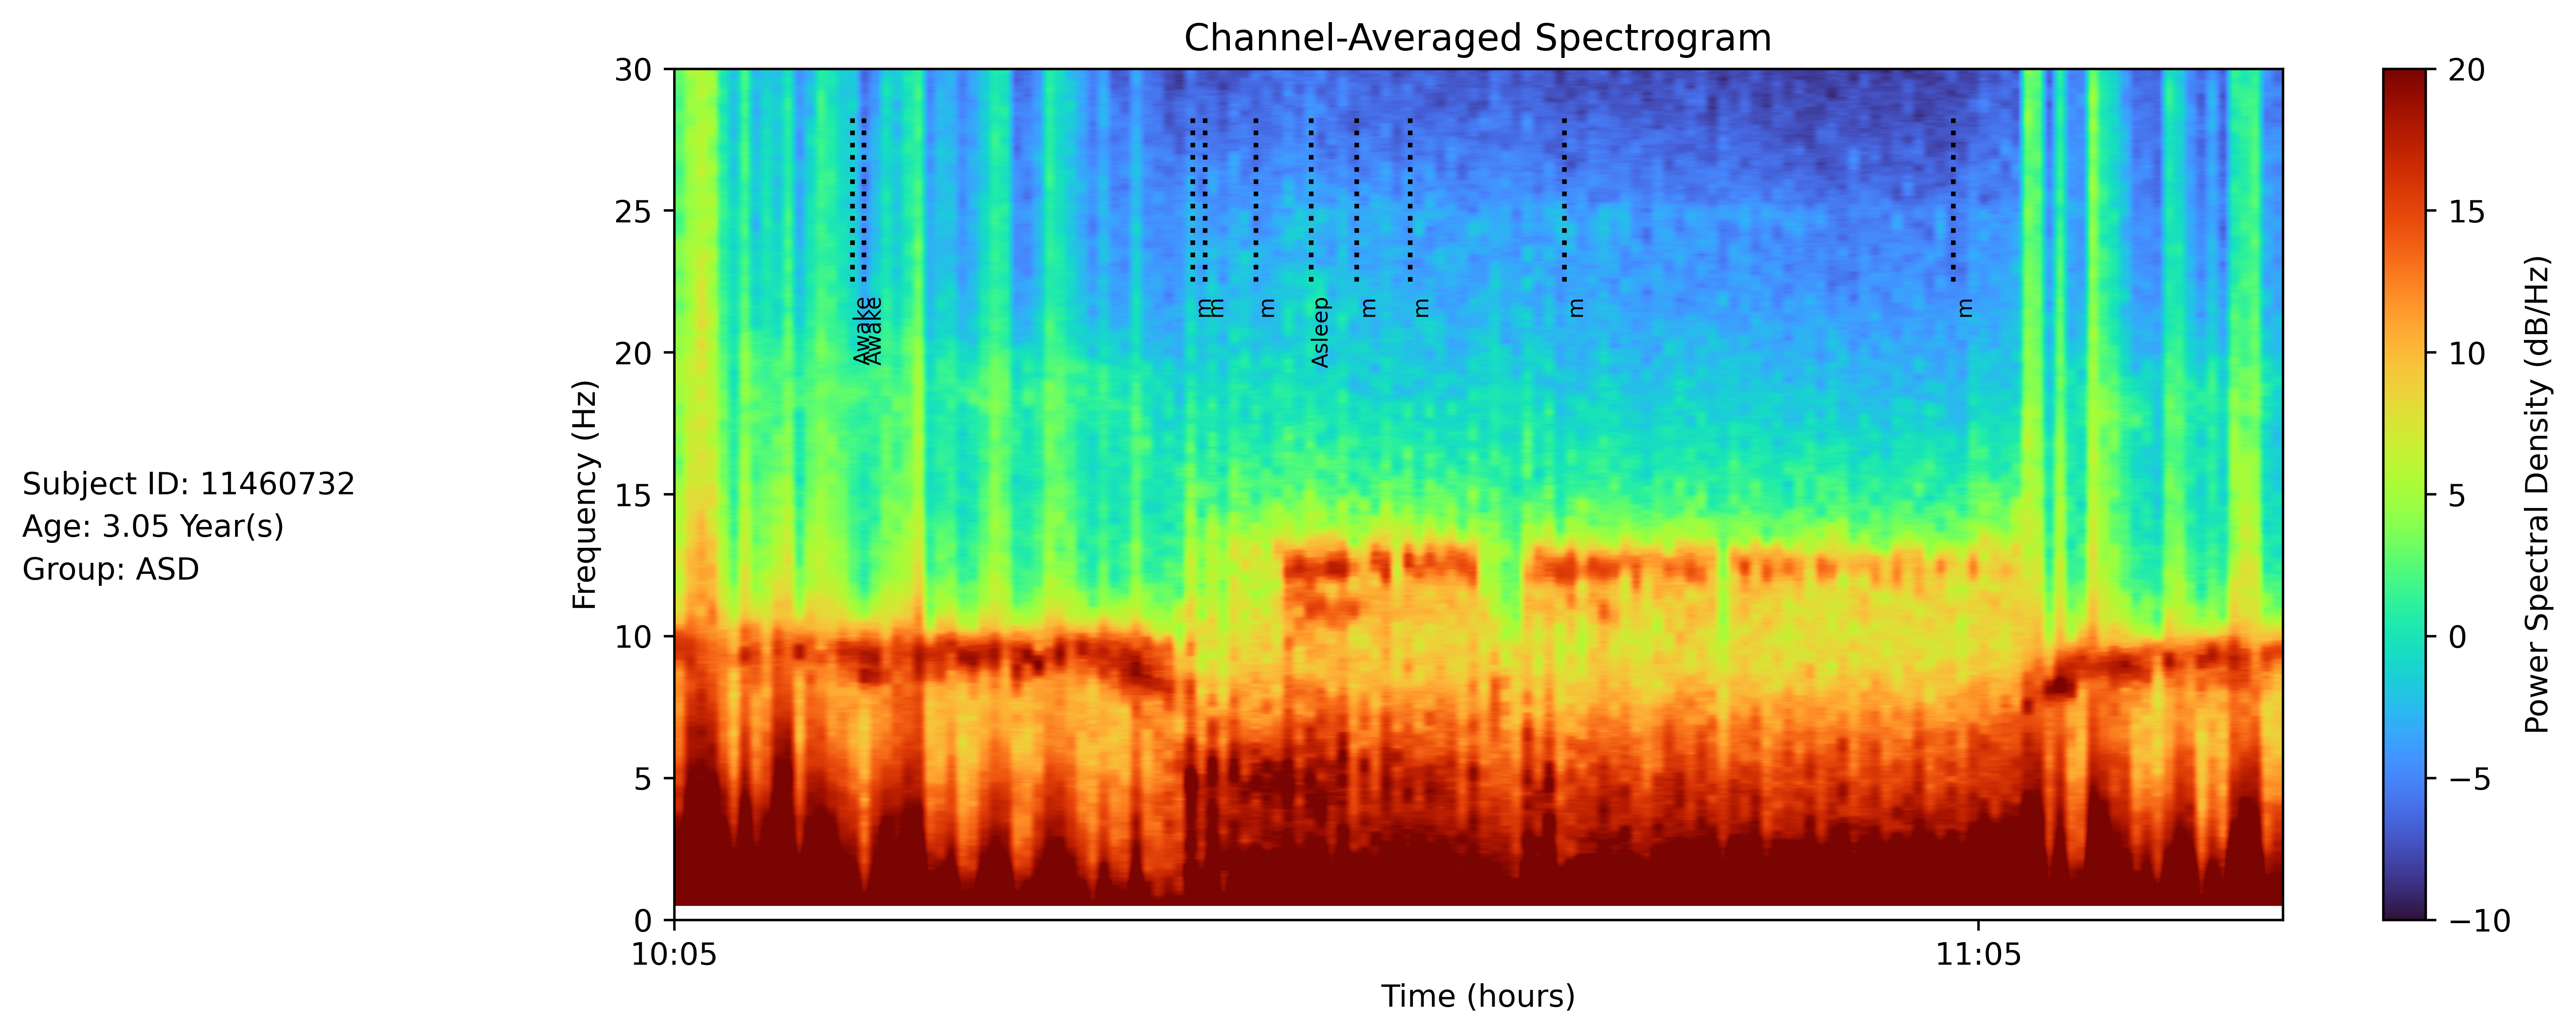 Channel-Averaged Spectrogram
Subject ID: 11460732
Age: 3.05 Year(s)
Group: ASD
Frequency (Hz)
30
25
20
15
10
5
0
Awake
Awake
m
m
m
Asleep
m
m
m
m
10:05
11:05
Time (hours)
20
15
10
5
0
−5
−10
Power Spectral Density (dB/Hz)